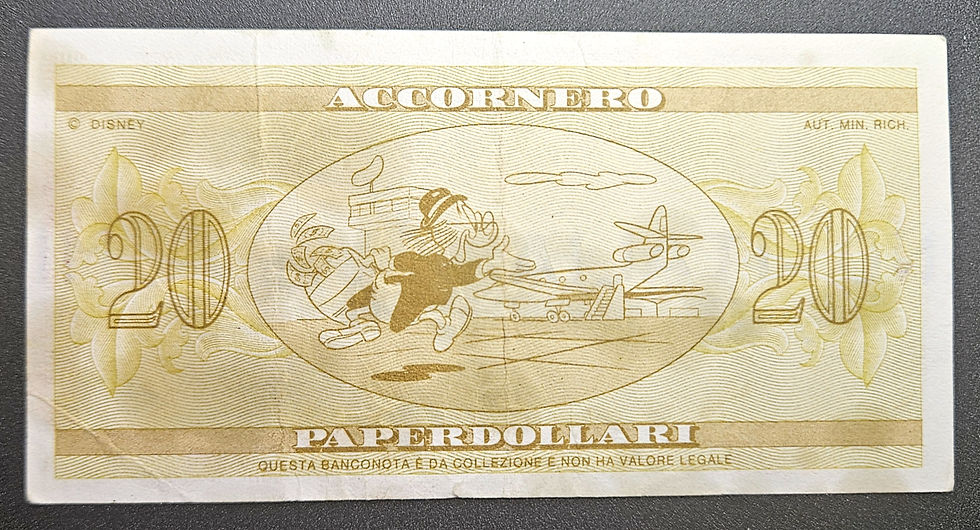 ACCORNERO
© DISNEY
AUT. MIN. RICH.
20
20
PAPERDOLLARI
QUESTA BANCONOTA È DA COLLEZIONE E NON HA VALORE LEGALE